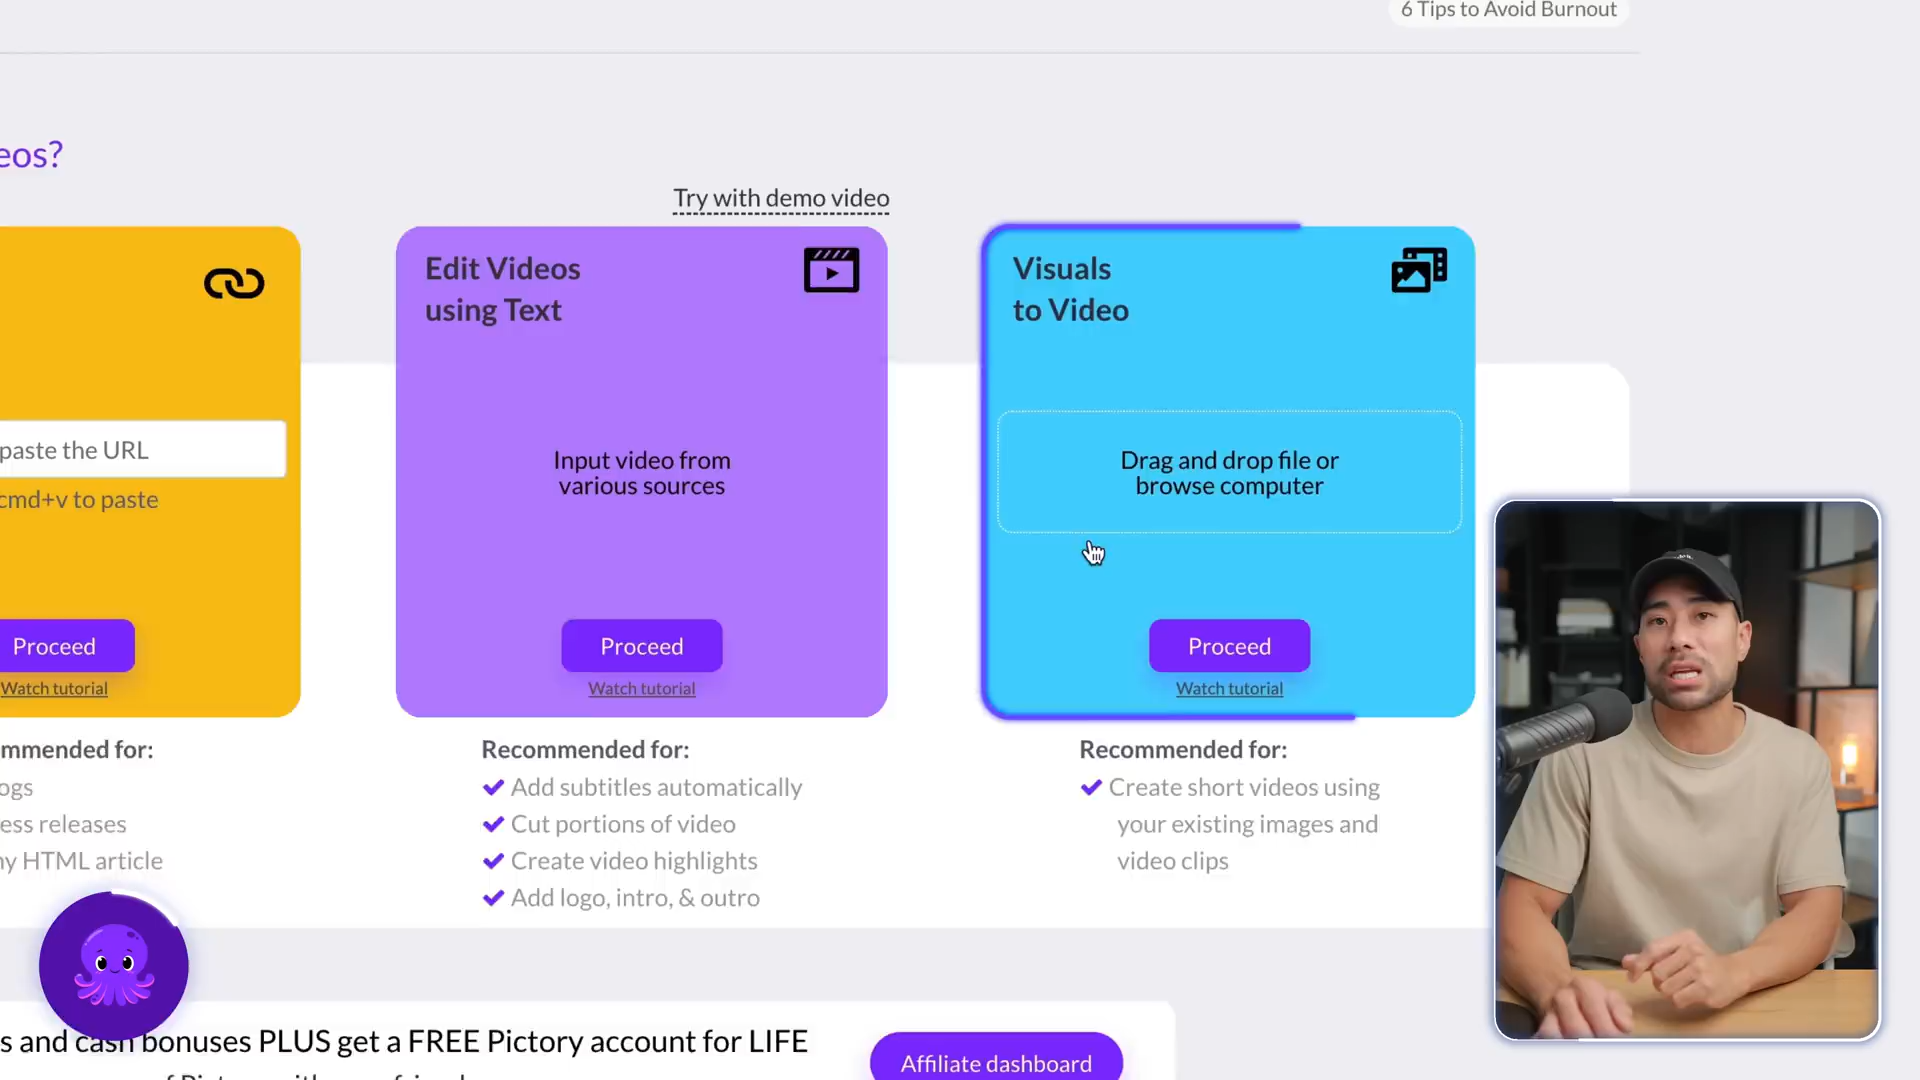 6 Tips to Avoid Burnout
eos?
Try with demo video
paste the URL
cmd+v to paste
Proceed
Watch tutorial
mmended for:
ogs
ess releases
ny HTML article
Edit Videos
using Text
Input video from
various sources
Proceed
Watch tutorial
Recommended for:
Add subtitles automatically
Cut portions of video
Create video highlights
Add logo, intro, & outro
Visuals
to Video
Drag and drop file or
browse computer
Proceed
Watch tutorial
Recommended for:
Create short videos using
your existing images and
video clips
s and cash bonuses PLUS get a FREE Pictory account for LIFE
Affiliate dashboard